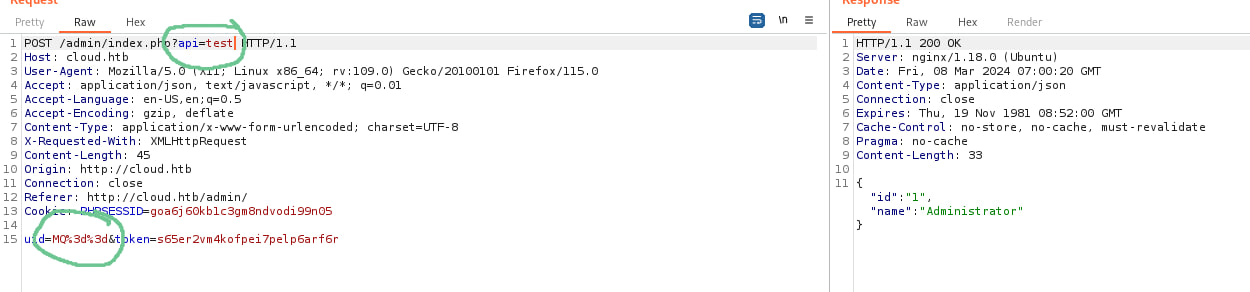 Request
Pretty Raw Hex
\n
1 POST /admin/index.php?api=test HTTP/1.1
2 Host: cloud.htb
3 User-Agent: Mozilla/5.0 (X11; Linux x86_64; rv:109.0) Gecko/20100101 Firefox/115.0
4 Accept: application/json, text/javascript, */*; q=0.01
5 Accept-Language: en-US,en;q=0.5
6 Accept-Encoding: gzip, deflate
7 Content-Type: application/x-www-form-urlencoded; charset=UTF-8
8 X-Requested-With: XMLHttpRequest
9 Content-Length: 45
10 Origin: http://cloud.htb
11 Connection: close
12 Referer: http://cloud.htb/admin/
13 Cookie: PHPSESSID=goa6j60kb1c3gm8ndvodi99n05
14
15 uid=MQ%3d%3d&token=s65er2vm4kofpei7pelp6arf6r
Response
Pretty Raw Hex Render
1 HTTP/1.1 200 OK
2 Server: nginx/1.18.0 (Ubuntu)
3 Date: Fri, 08 Mar 2024 07:00:20 GMT
4 Content-Type: application/json
5 Connection: close
6 Expires: Thu, 19 Nov 1981 08:52:00 GMT
7 Cache-Control: no-store, no-cache, must-revalidate
8 Pragma: no-cache
9 Content-Length: 33
10
11 {
"id":"1",
"name":"Administrator"
}